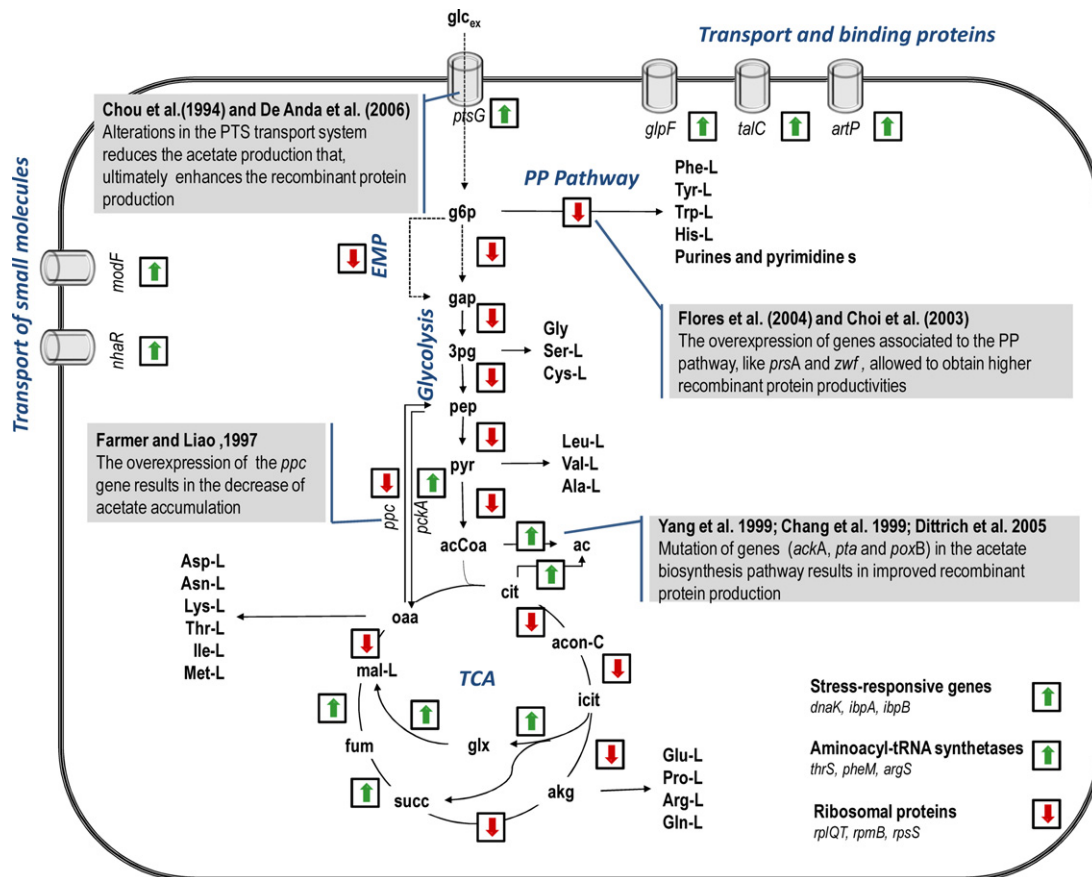 glc_ex
Transport and binding proteins
Chou et al.(1994) and De Anda et al. (2006)
Alterations in the PTS transport system
reduces the acetate production that,
ultimately enhances the recombinant protein
production
ptsG
glpF
talC
artP
Transport of small molecules
modF
nhaR
PP Pathway
Phe-L
Tyr-L
Trp-L
His-L
Purines and pyrimidine s
g6p
EMP
gap
Glycolysis
3pg
Gly
Ser-L
Cys-L
Flores et al. (2004) and Choi et al. (2003)
The overexpression of genes associated to the PP
pathway, like prsA and zwf , allowed to obtain higher
recombinant protein productivities
pep
Farmer and Liao ,1997
The overexpression of the ppc
gene results in the decrease of
acetate accumulation
ppc
pckA
pyr
Leu-L
Val-L
Ala-L
acCoa
ac
Yang et al. 1999; Chang et al. 1999; Dittrich et al. 2005
Mutation of genes (ackA, pta and poxB) in the acetate
biosynthesis pathway results in improved recombinant
protein production
cit
Asp-L
Asn-L
Lys-L
Thr-L
Ile-L
Met-L
oaa
acon-C
mal-L
TCA
icit
fum
glx
succ
akg
Glu-L
Pro-L
Arg-L
Gln-L
Stress-responsive genes
dnaK, ibpA, ibpB
Aminoacyl-tRNA synthetases
thrS, pheM, argS
Ribosomal proteins
rplQT, rpmB, rpsS